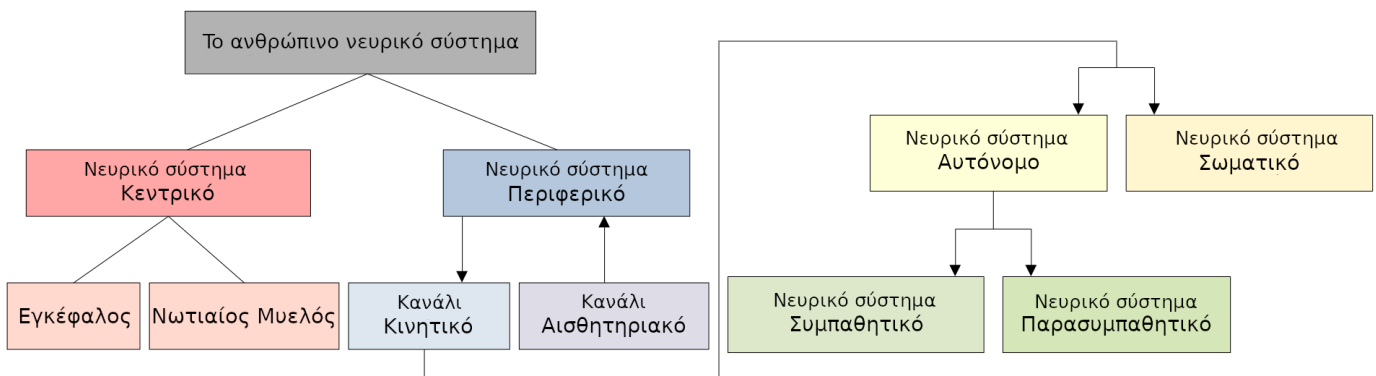 Το ανθρώπινο νευρικό σύστημα
Νευρικό σύστημα
Κεντρικό
Νευρικό σύστημα
Περιφερικό
Εγκέφαλος
Νωτιαίος Μυελός
Κανάλι
Κινητικό
Κανάλι
Αισθητηριακό
Νευρικό σύστημα
Αυτόνομο
Νευρικό σύστημα
Σωματικό
Νευρικό σύστημα
Συμπαθητικό
Νευρικό σύστημα
Παρασυμπαθητικό